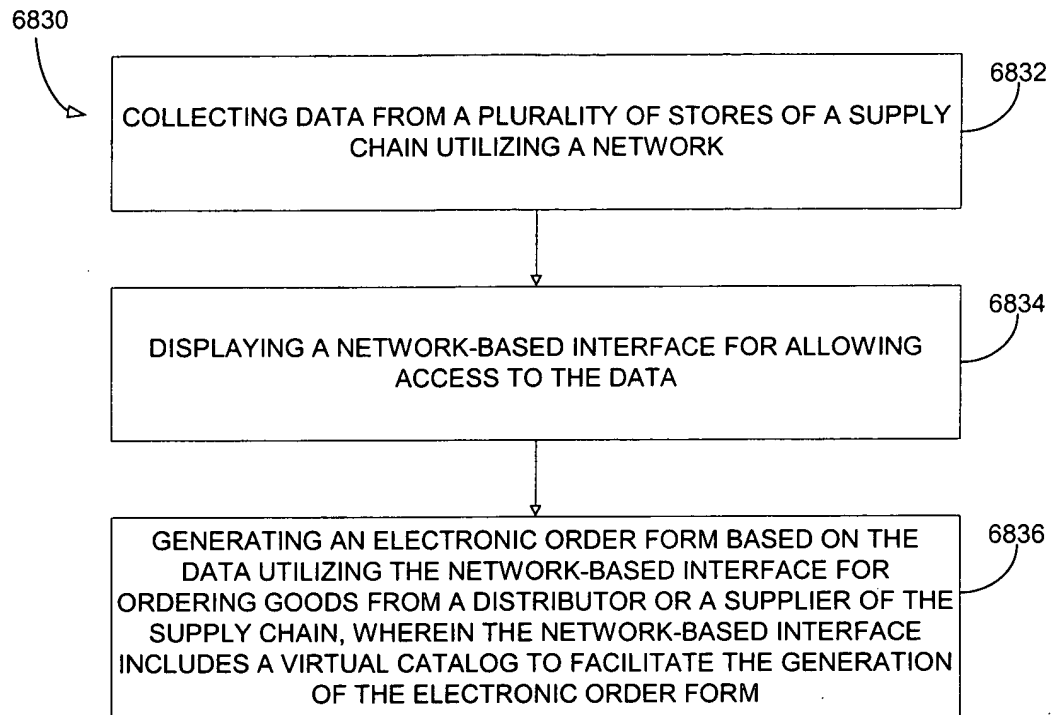 6830
6832
COLLECTING DATA FROM A PLURALITY OF STORES OF A SUPPLY
CHAIN UTILIZING A NETWORK
6834
DISPLAYING A NETWORK-BASED INTERFACE FOR ALLOWING
ACCESS TO THE DATA
6836
GENERATING AN ELECTRONIC ORDER FORM BASED ON THE
DATA UTILIZING THE NETWORK-BASED INTERFACE FOR
ORDERING GOODS FROM A DISTRIBUTOR OR A SUPPLIER OF THE
SUPPLY CHAIN, WHEREIN THE NETWORK-BASED INTERFACE
INCLUDES A VIRTUAL CATALOG TO FACILITATE THE GENERATION
OF THE ELECTRONIC ORDER FORM